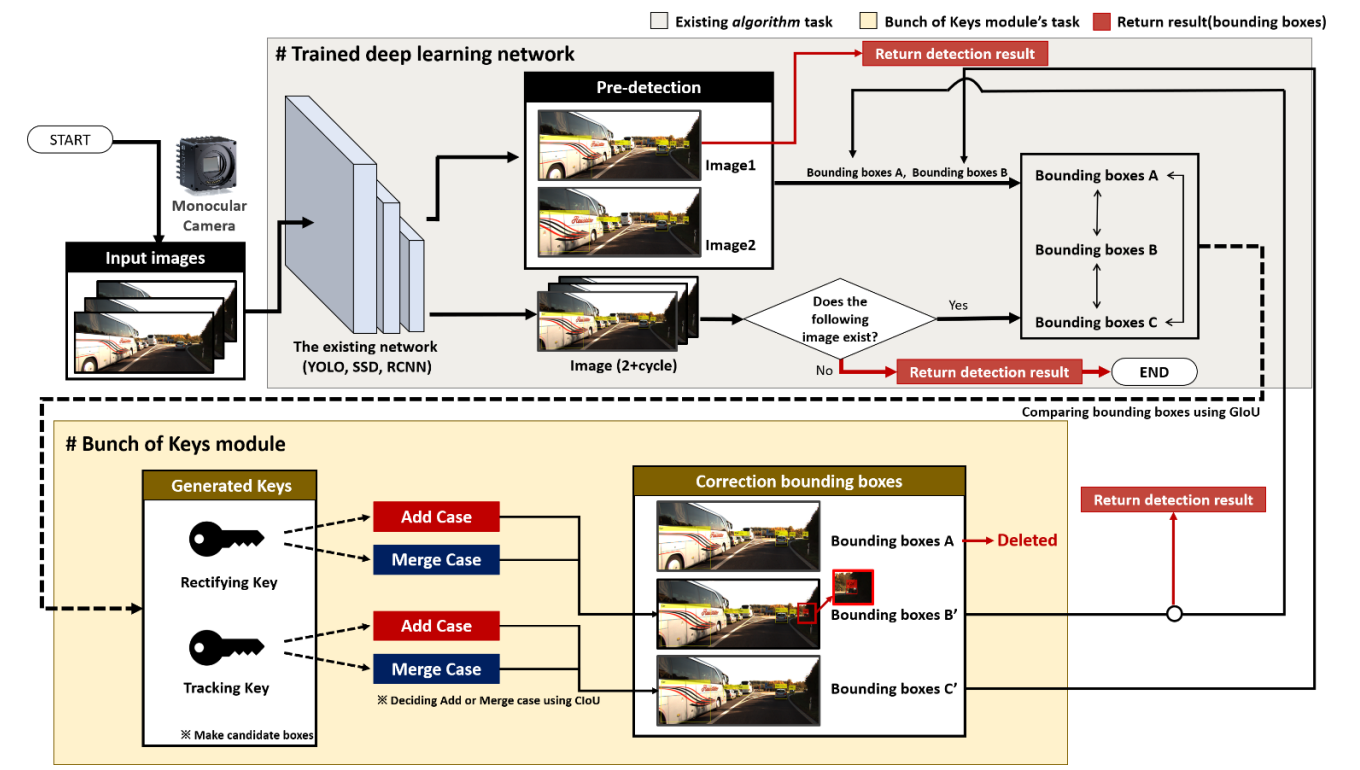 Existing algorithm task
Bunch of Keys module's task
Return result(bounding boxes)
# Trained deep learning network
Return detection result
START
Monocular
Camera
Input images
Pre-detection
Image1
Image2
Bounding boxes A, Bounding boxes B
Bounding boxes A
Bounding boxes B
Bounding boxes C
The existing network
(YOLO, SSD, RCNN)
Image (2+cycle)
Does the
following
image exist?
Yes
No
Return detection result
END
Comparing bounding boxes using GIoU
# Bunch of Keys module
Generated Keys
Rectifying Key
Tracking Key
※ Make candidate boxes
Add Case
Merge Case
Add Case
Merge Case
※ Deciding Add or Merge case using CIoU
Correction bounding boxes
Bounding boxes A
Deleted
Bounding boxes B'
Bounding boxes C'
Return detection result